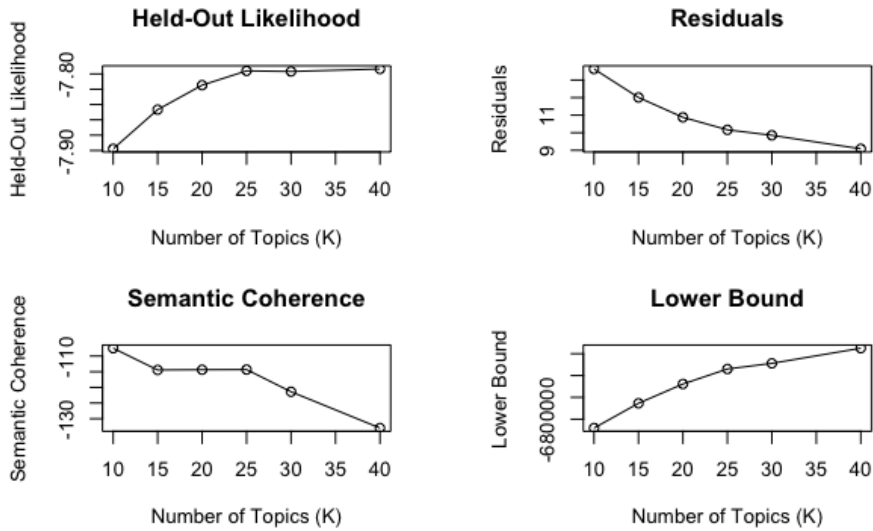 Held-Out Likelihood
Held-Out Likelihood
-7.80
-7.90
10 15 20 25 30 35 40
Number of Topics (K)
Residuals
Residuals
11
9
10 15 20 25 30 35 40
Number of Topics (K)
Semantic Coherence
Semantic Coherence
-110
-130
10 15 20 25 30 35 40
Number of Topics (K)
Lower Bound
Lower Bound
-6800000
10 15 20 25 30 35 40
Number of Topics (K)